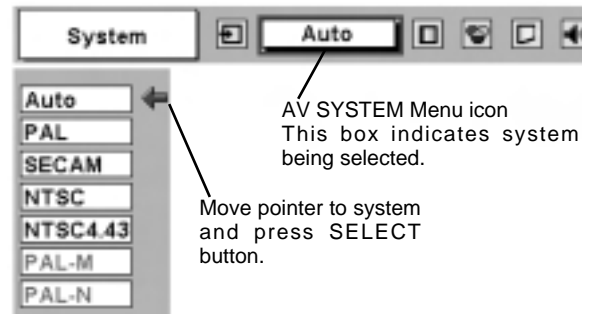 System
Auto
Auto
PAL
SECAM
NTSC
NTSC4.43
PAL-M
PAL-N
AV SYSTEM Menu icon
This box indicates system
being selected.
Move pointer to system
and press SELECT
button.